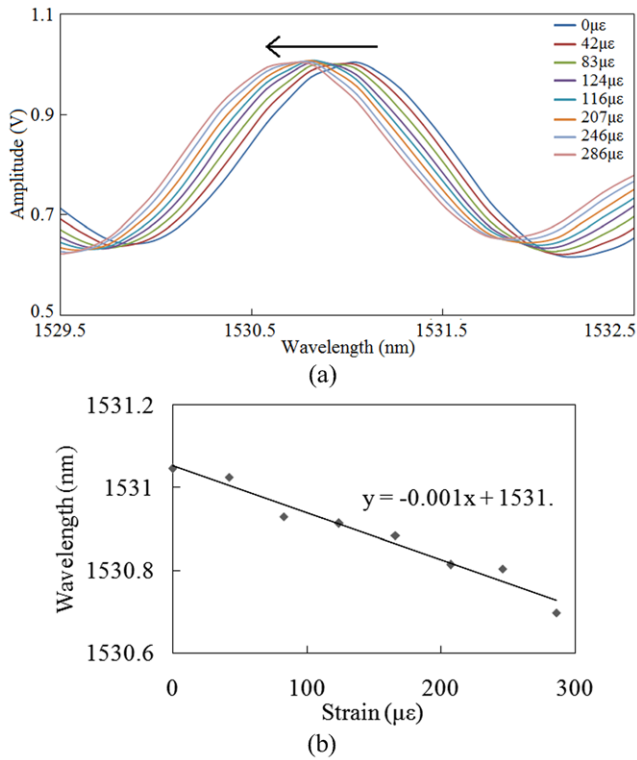 1.1
0.9
0.7
0.5
Amplitude (V)
0με
42με
83με
124με
116με
207με
246με
286με
1529.5 1530.5 1531.5 1532.5
Wavelength (nm)
(a)
1531.2
1531
1530.8
1530.6
Wavelength (nm)
y = -0.001x + 1531.
0 100 200 300
Strain (με)
(b)